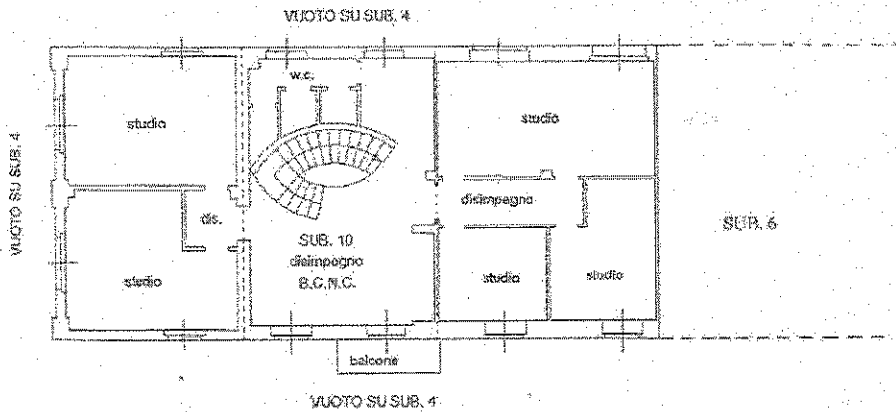 VUOTO SU SUB. 4
w.c.
studio
studio
VUOTO SU SUB. 4
disimpegno
dis.
SUB. 6
SUB. 10
disimpegno
B.C.N.C.
studio
studio
studio
balcone
VUOTO SU SUB. 4